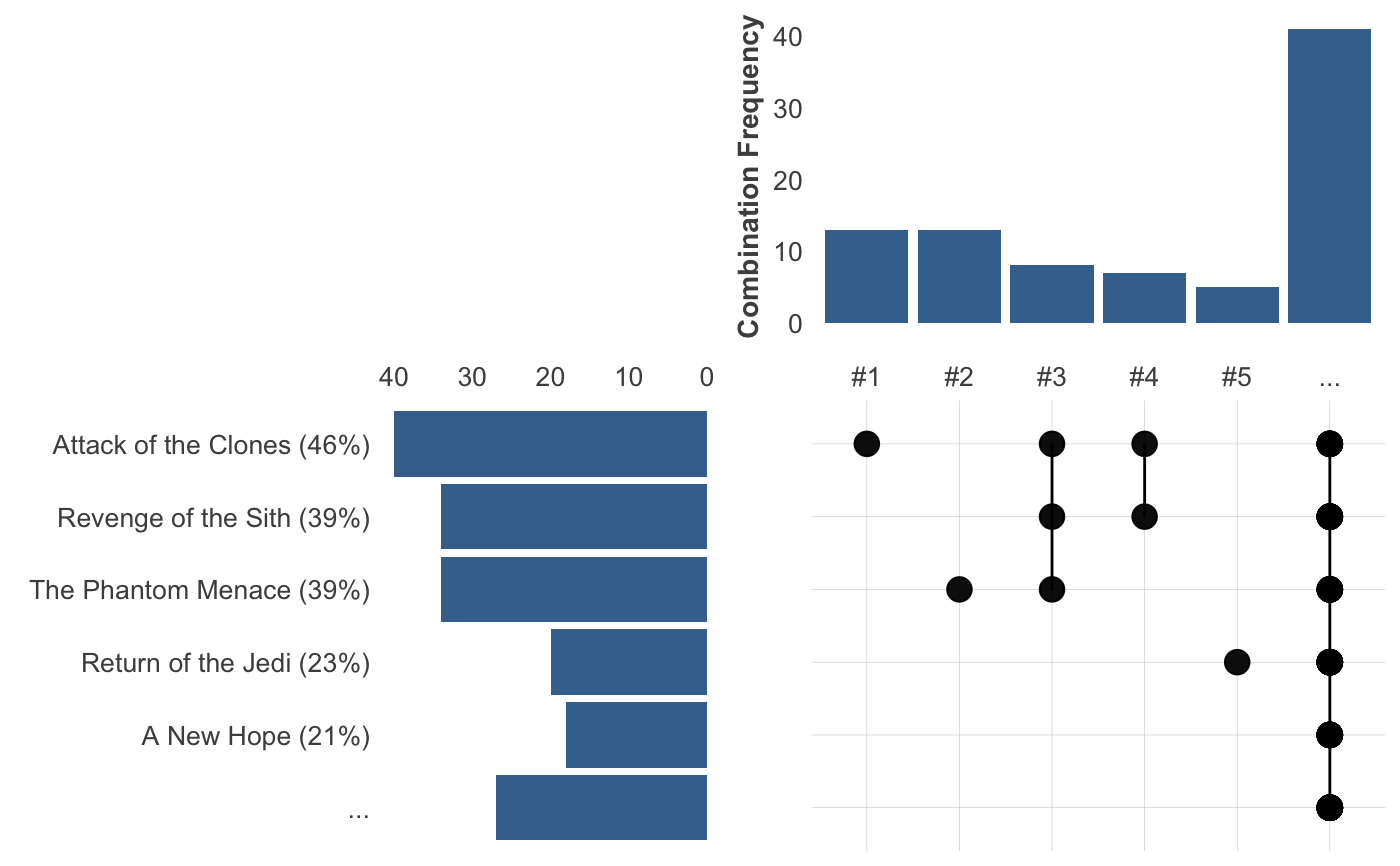 Combination Frequency
40
30
20
10
0
40 30 20 10 0
#1 #2 #3 #4 #5 ...
Attack of the Clones (46%)
Revenge of the Sith (39%)
The Phantom Menace (39%)
Return of the Jedi (23%)
A New Hope (21%)
...